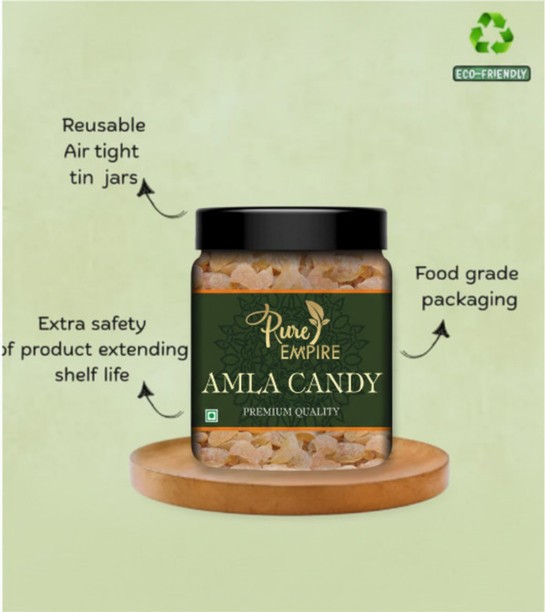 ECO-FRIENDLY
Reusable
Air tight
tin jars
Food grade
packaging
Extra safety
of product extending
shelf life
Pure
EMPIRE
AMLA CANDY
PREMIUM QUALITY